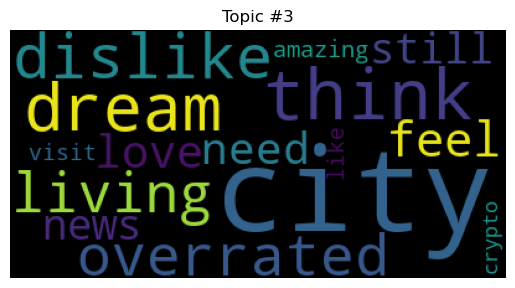 Topic #3
dislike amazing still
dream think
visit love need like feel
living city
news crypto
overrated